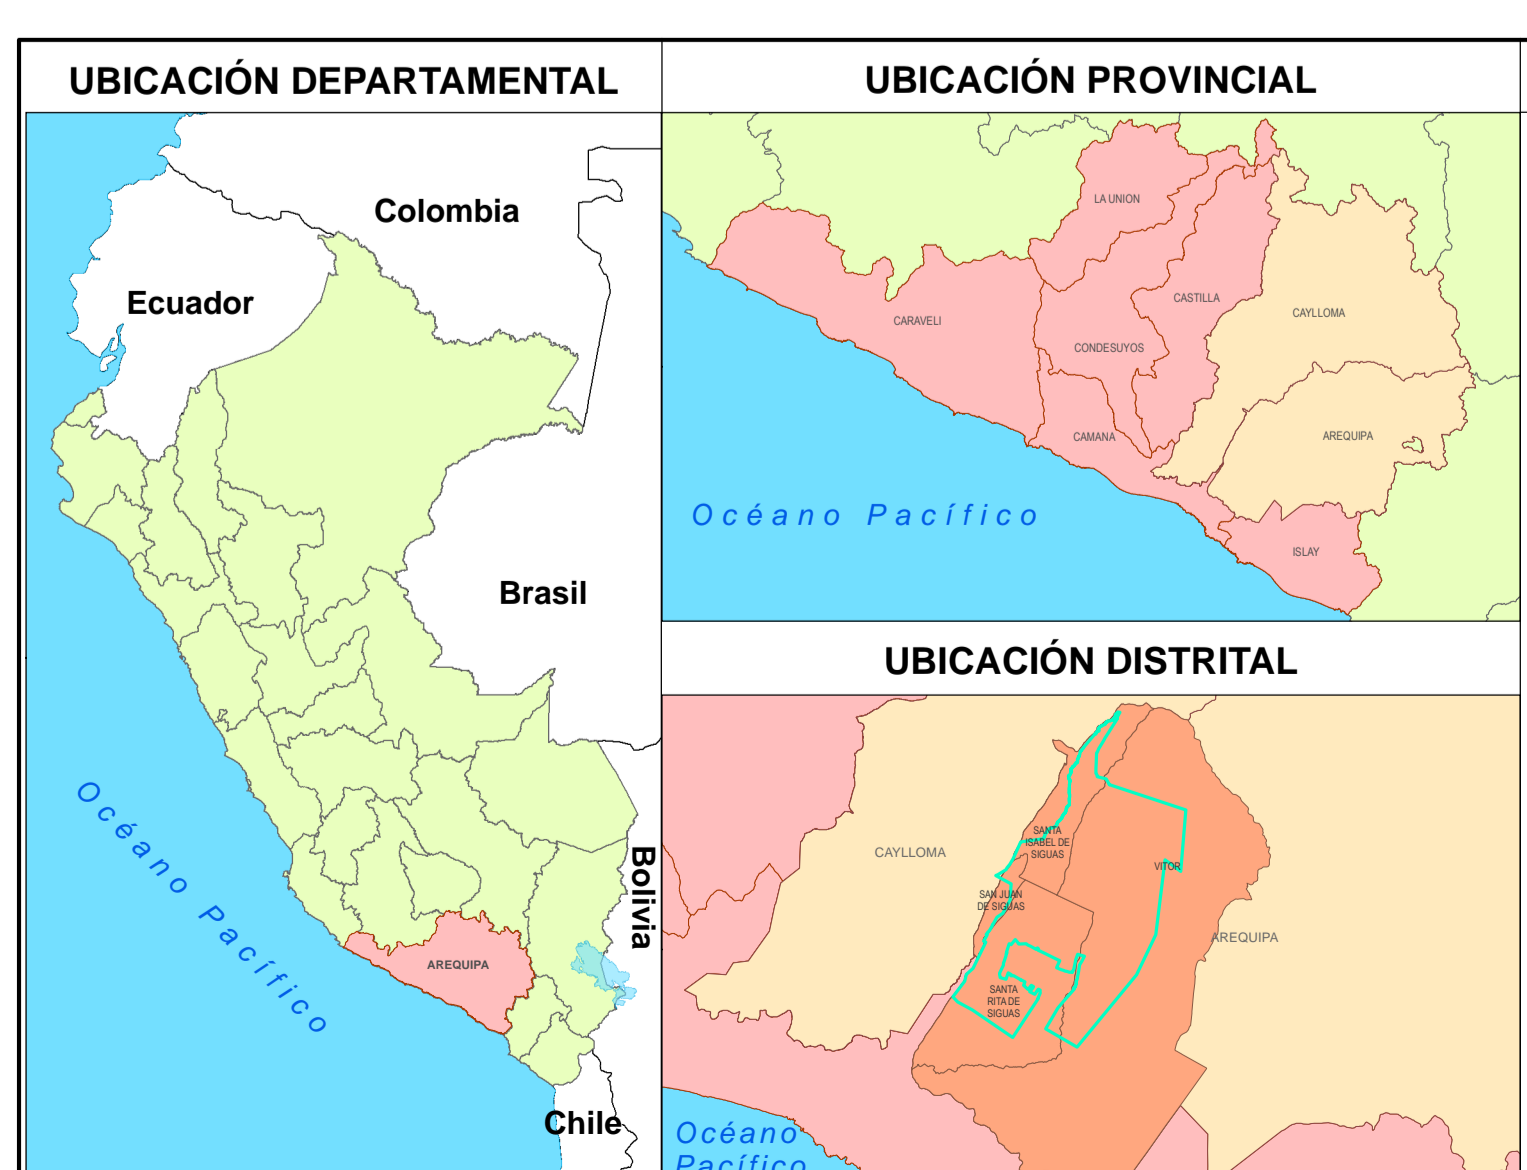 UBICACIÓN DEPARTAMENTAL
Colombia
Ecuador
Brasil
Bolivia
Océano Pacífico
AREQUIPA
Chile
UBICACIÓN PROVINCIAL
LA UNION
CASTILLA
CARAVELI
CAYLLOMA
CONDESUYOS
CAMANA
AREQUIPA
Océano Pacífico
ISLAY
UBICACIÓN DISTRITAL
CAYLLOMA
SANTA
ISABEL DE
SIGUAS
VITOR
SAN JUAN
DE SIGUAS
AREQUIPA
SANTA
RITA DE
SIGUAS
Océano
Pacífico